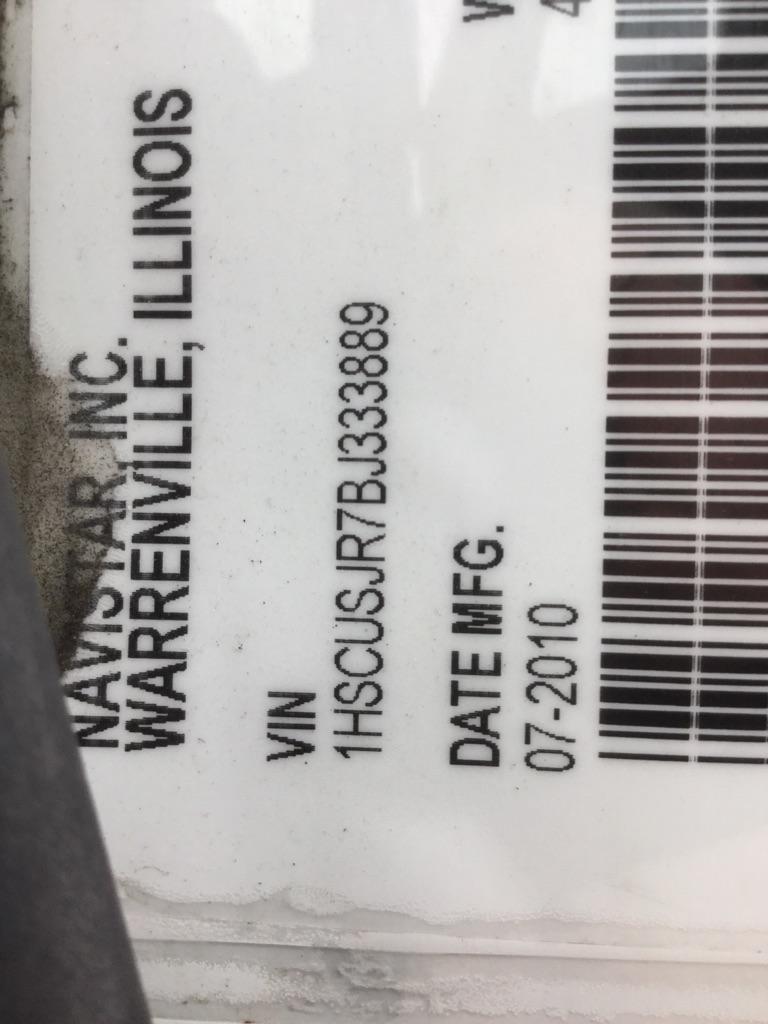 NAVISTAR, INC.
WARRENVILLE, ILLINOIS
VIN
1HSCUSJR7BJ333889
DATE MFG.
07-2010